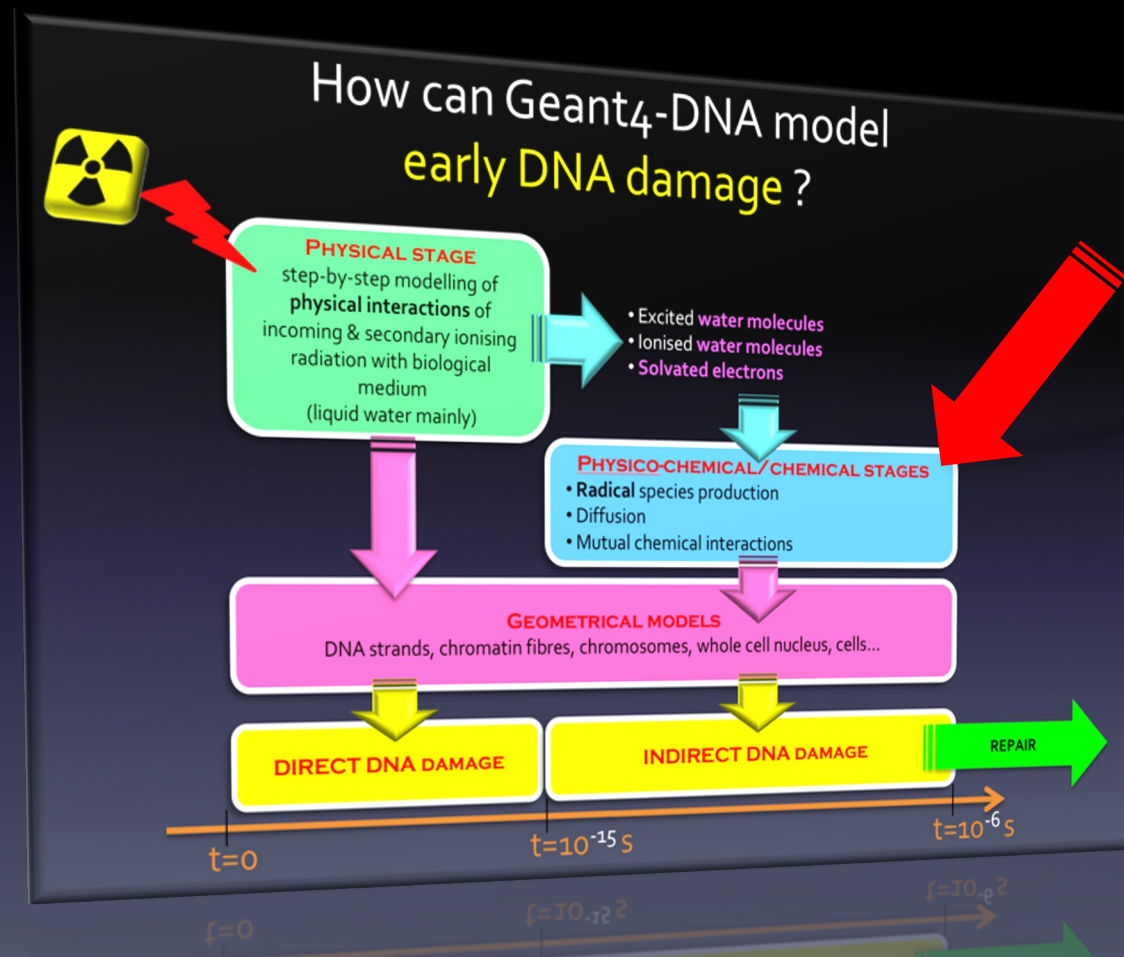 How can Geant4-DNA model
early DNA damage ?
PHYSICAL STAGE
step-by-step modelling of
physical interactions of
incoming & secondary ionising
radiation with biological
medium
(liquid water mainly)
• Excited water molecules
• Ionised water molecules
• Solvated electrons
PHYSICO-CHEMICAL/CHEMICAL STAGES
• Radical species production
• Diffusion
• Mutual chemical interactions
GEOMETRICAL MODELS
DNA strands, chromatin fibres, chromosomes, whole cell nucleus, cells...
DIRECT DNA DAMAGE
INDIRECT DNA DAMAGE
REPAIR
t=0
t=10^-15 s
t=10^-6 s